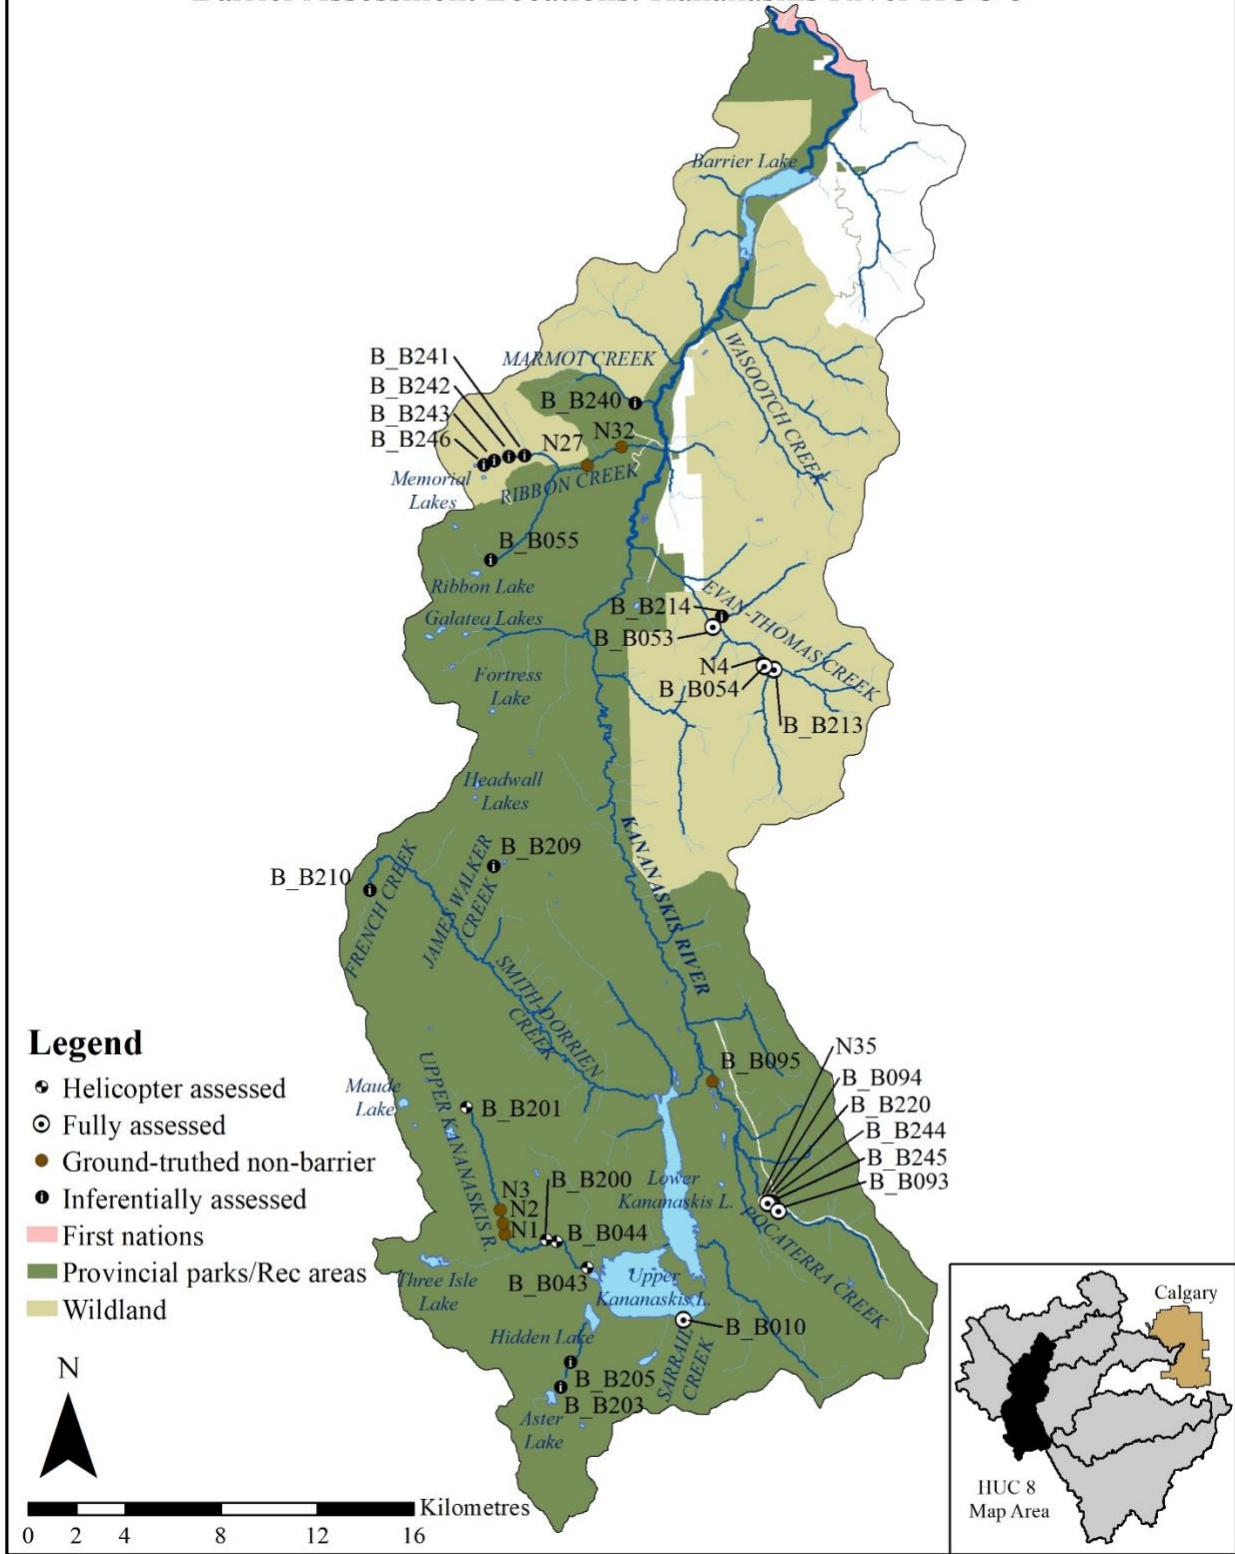 Barrier Lake
MARMOT CREEK
WASOOTCH CREEK
B_B241
B_B242
B_B243
B_B246
B_B240
N27
N32
Memorial
Lakes
RIBBON CREEK
B_B055
Ribbon Lake
Galatea Lakes
EVAN-THOMAS CREEK
B_B214
B_B053
N4
B_B054
B_B213
Fortress
Lake
Headwall
Lakes
KANANASKIS RIVER
B_B209
B_B210
FRENCH CREEK
JAMES WALKER
CREEK
SMITH-DORRIEN
CREEK
Legend
Helicopter assessed
Fully assessed
Ground-truthed non-barrier
Inferentially assessed
First nations
Provincial parks/Rec areas
Wildland
Maude
Lake
UPPER KANANASKIS R.
B_B201
B_B095
N35
B_B094
B_B220
B_B244
B_B245
B_B093
N3
N2
N1
B_B200
B_B044
B_B043
Lower
Kananaskis L.
POCATERRA CREEK
Three Isle
Lake
Upper
Kananaskis L.
Hidden Lake
B_B010
SARRAIL
CREEK
B_B205
B_B203
Aster
Lake
N
Kilometres
0 2 4 8 12 16
Calgary
HUC 8
Map Area